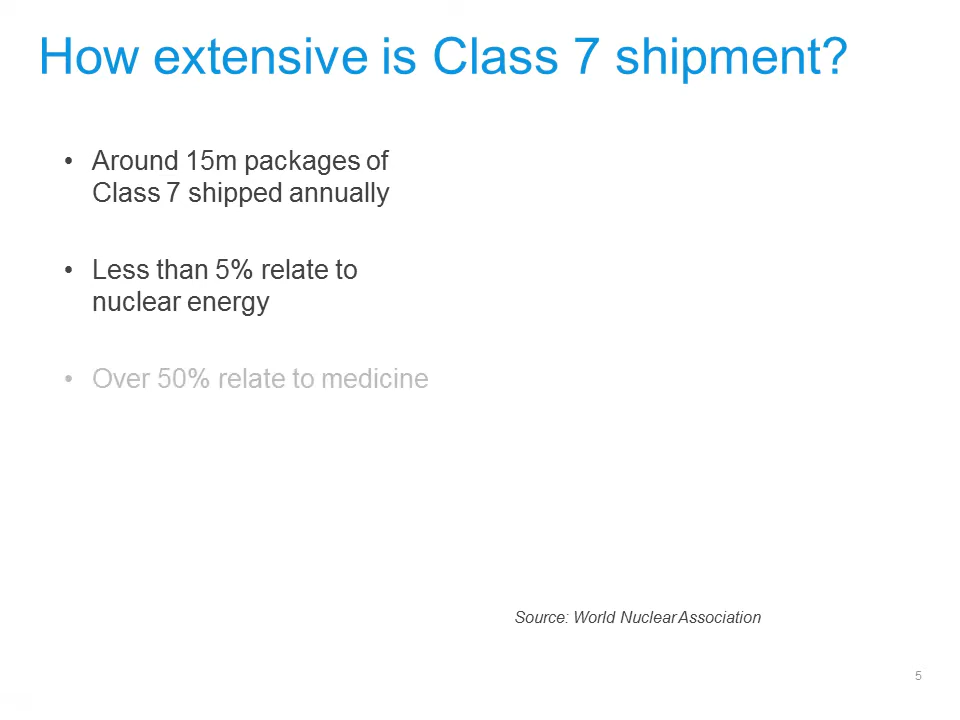 How extensive is Class 7 shipment?
• Around 15m packages of
Class 7 shipped annually
• Less than 5% relate to
nuclear energy
• Over 50% relate to medicine
Source: World Nuclear Association
5